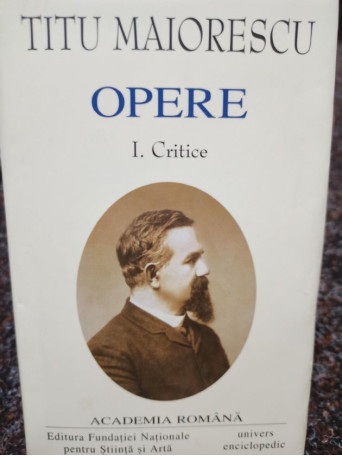 TITU MAIORESCU
OPERE
I. Critice
ACADEMIA ROMÂNĂ
Editura Fundației Naționale
pentru Știință și Artă
univers
enciclopedic